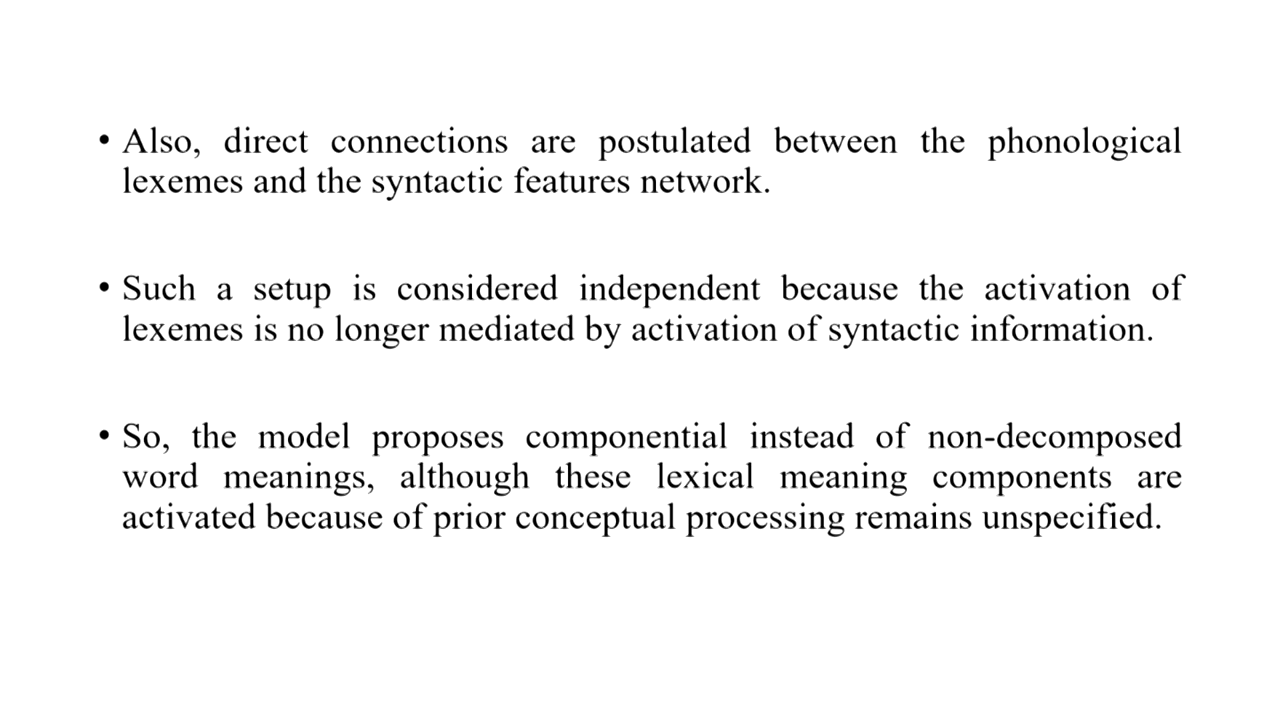 • Also, direct connections are postulated between the phonological
lexemes and the syntactic features network.
• Such a setup is considered independent because the activation of
lexemes is no longer mediated by activation of syntactic information.
• So, the model proposes componential instead of non-decomposed
word meanings, although these lexical meaning components are
activated because of prior conceptual processing remains unspecified.